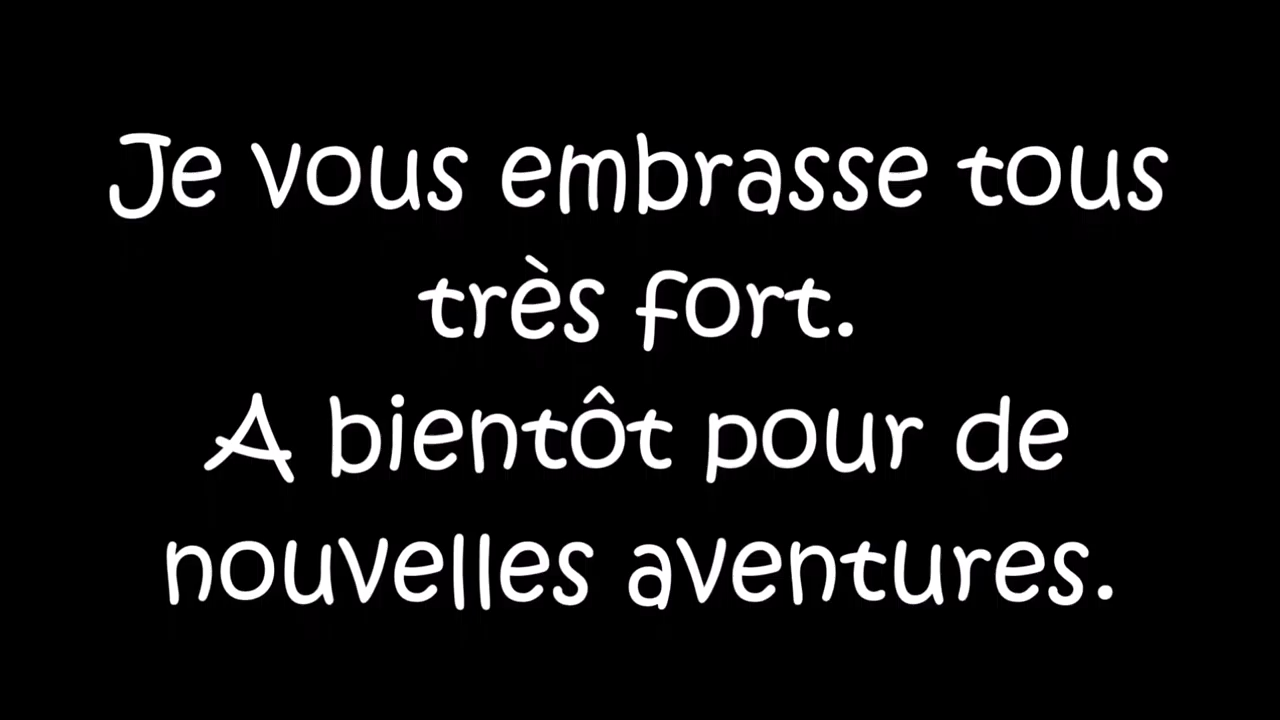 Je vous embrasse tous
très fort.
A bientôt pour de
nouvelles aventures.